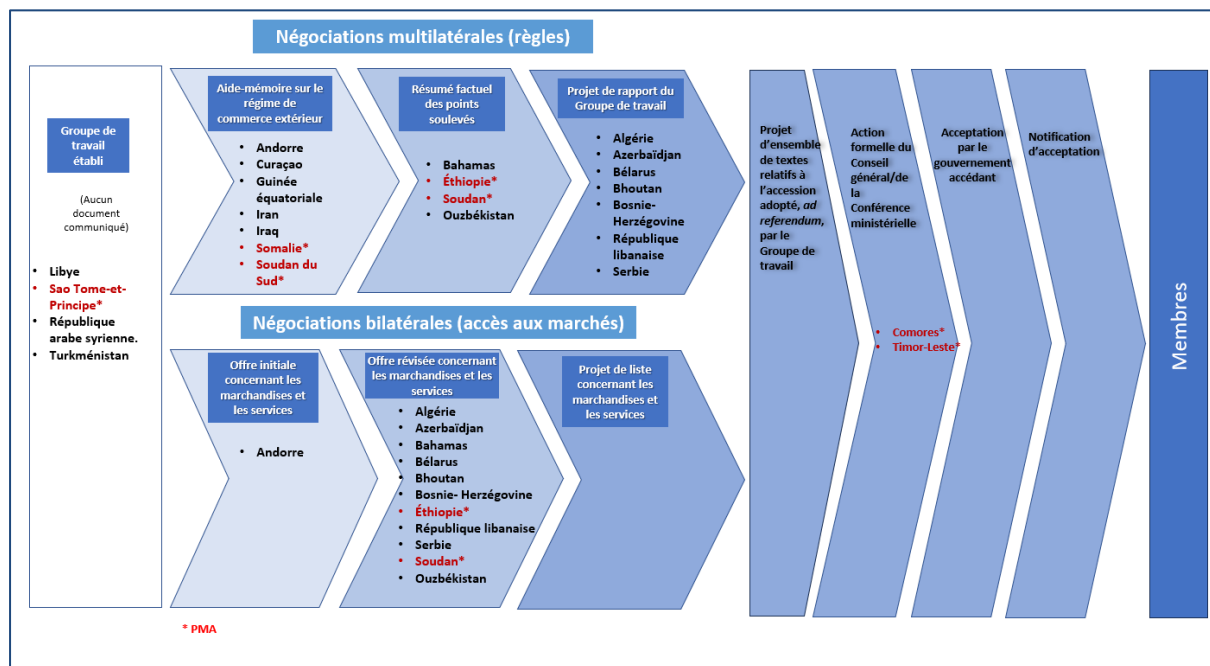 Négociations multilatérales (règles)
Groupe de
travail
établi
(Aucun
document
communiqué)
• Libye
• Sao Tome-et-
Principe*
• République
arabe syrienne.
• Turkménistan
Aide-mémoire sur le
régime de
commerce extérieur
• Andorre
• Curaçao
• Guinée
équatoriale
• Iran
• Iraq
• Somalie*
• Soudan du
Sud*
Résumé factuel
des points
soulevés
• Bahamas
• Éthiopie*
• Soudan*
• Ouzbékistan
Projet de rapport du
Groupe de travail
• Algérie
• Azerbaïdjan
• Bélarus
• Bhoutan
• Bosnie-
Herzégovine
• République
libanaise
• Serbie
Négociations bilatérales (accès aux marchés)
Offre initiale
concernant les
marchandises et
les services
• Andorre
Offre révisée concernant
les marchandises et les
services
• Algérie
• Azerbaïdjan
• Bahamas
• Bélarus
• Bhoutan
• Bosnie- Herzégovine
• Éthiopie*
• République libanaise
• Serbie
• Soudan*
• Ouzbékistan
Projet de liste
concernant les
marchandises et les
services
Projet
d’ensemble
de textes
relatifs à
l’accession
adopté, ad
referendum,
par le
Groupe de
travail
Action
formelle du
Conseil
général/de
la
Conférence
ministérielle
• Comores*
• Timor-Leste*
Acceptation
par le
gouvernement
accédant
Notification
d’acceptation
Membres
* PMA